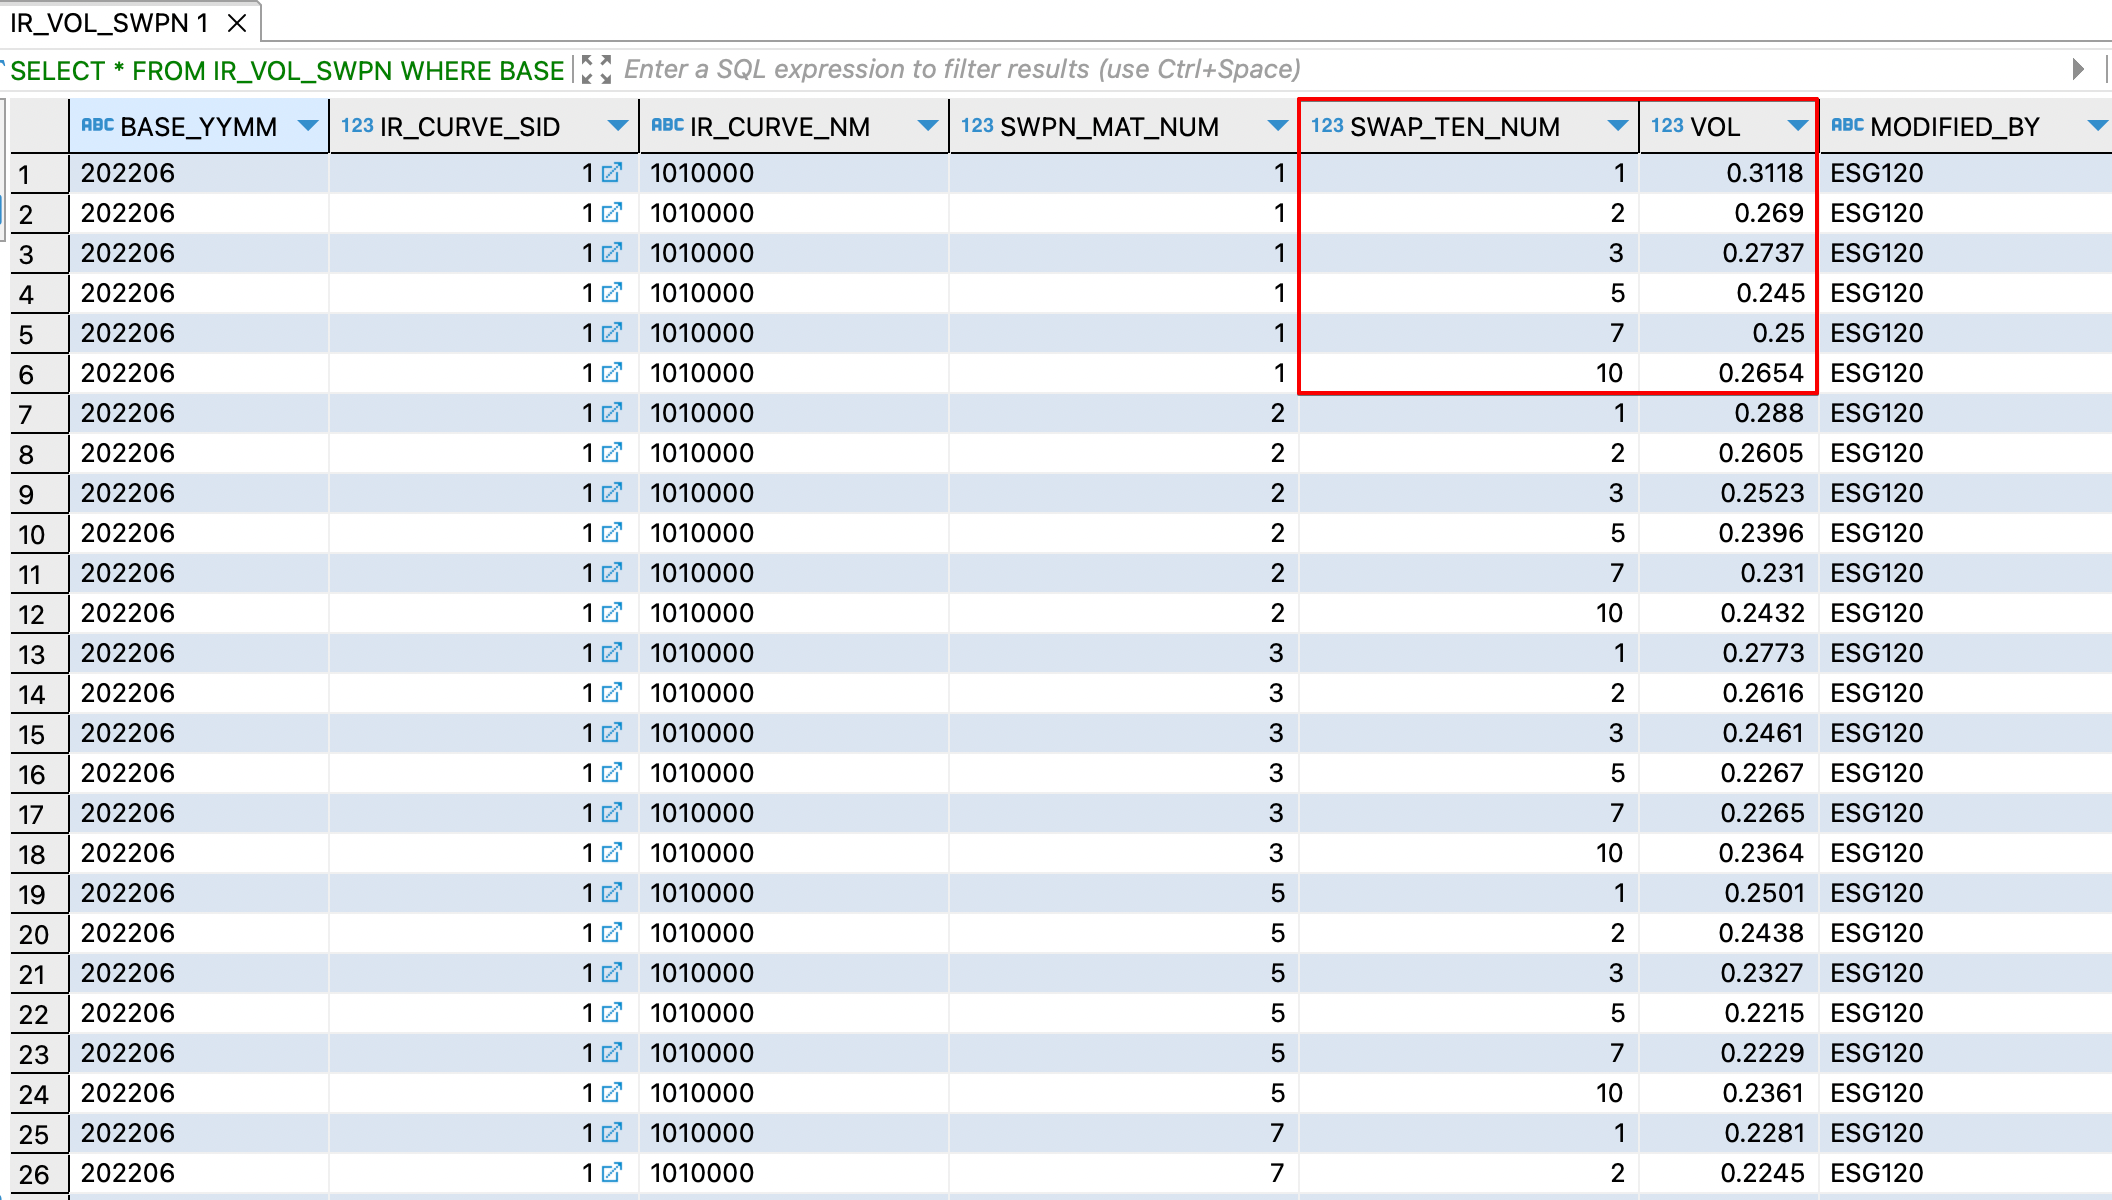 IR_VOL_SWPN 1
SELECT * FROM IR_VOL_SWPN WHERE BASE Enter a SQL expression to filter results (use Ctrl+Space)
ABC BASE_YYMM 123 IR_CURVE_SID ABC IR_CURVE_NM 123 SWPN_MAT_NUM 123 SWAP_TEN_NUM 123 VOL ABC MODIFIED_BY
1 202206 1 1010000 1 1 0.3118 ESG120
2 202206 1 1010000 1 2 0.269 ESG120
3 202206 1 1010000 1 3 0.2737 ESG120
4 202206 1 1010000 1 5 0.245 ESG120
5 202206 1 1010000 1 7 0.25 ESG120
6 202206 1 1010000 1 10 0.2654 ESG120
7 202206 1 1010000 2 1 0.288 ESG120
8 202206 1 1010000 2 2 0.2605 ESG120
9 202206 1 1010000 2 3 0.2523 ESG120
10 202206 1 1010000 2 5 0.2396 ESG120
11 202206 1 1010000 2 7 0.231 ESG120
12 202206 1 1010000 2 10 0.2432 ESG120
13 202206 1 1010000 3 1 0.2773 ESG120
14 202206 1 1010000 3 2 0.2616 ESG120
15 202206 1 1010000 3 3 0.2461 ESG120
16 202206 1 1010000 3 5 0.2267 ESG120
17 202206 1 1010000 3 7 0.2265 ESG120
18 202206 1 1010000 3 10 0.2364 ESG120
19 202206 1 1010000 5 1 0.2501 ESG120
20 202206 1 1010000 5 2 0.2438 ESG120
21 202206 1 1010000 5 3 0.2327 ESG120
22 202206 1 1010000 5 5 0.2215 ESG120
23 202206 1 1010000 5 7 0.2229 ESG120
24 202206 1 1010000 5 10 0.2361 ESG120
25 202206 1 1010000 7 1 0.2281 ESG120
26 202206 1 1010000 7 2 0.2245 ESG120